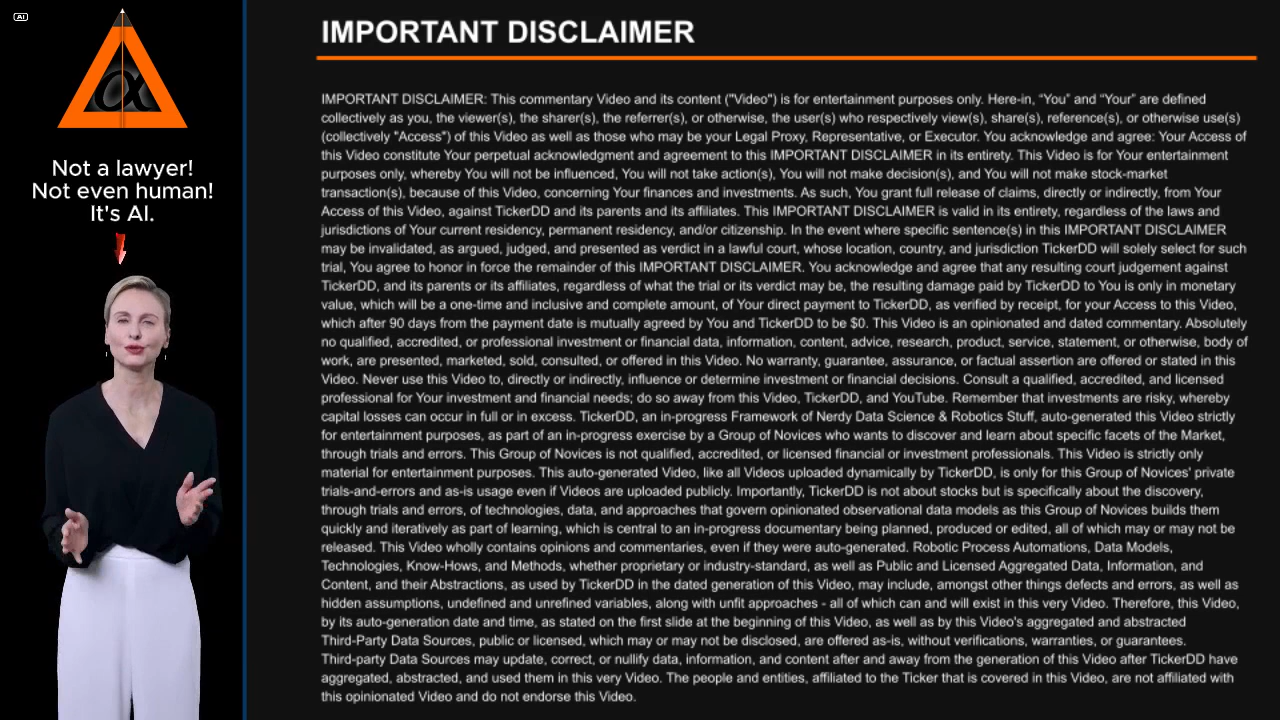 AI
α
Not a lawyer!
Not even human!
It's AI.
IMPORTANT DISCLAIMER
IMPORTANT DISCLAIMER: This commentary Video and its content ("Video") is for entertainment purposes only. Here-in, “You” and “Your” are defined
collectively as you, the viewer(s), the sharer(s), the referrer(s), or otherwise, the user(s) who respectively view(s), share(s), reference(s), or otherwise use(s)
(collectively "Access") of this Video as well as those who may be your Legal Proxy, Representative, or Executor. You acknowledge and agree: Your Access of
this Video constitute Your perpetual acknowledgment and agreement to this IMPORTANT DISCLAIMER in its entirety. This Video is for Your entertainment
purposes only, whereby You will not be influenced, You will not take action(s), You will not make decision(s), and You will not make stock-market
transaction(s), because of this Video, concerning Your finances and investments. As such, You grant full release of claims, directly or indirectly, from Your
Access of this Video, against TickerDD and its parents and its affiliates. This IMPORTANT DISCLAIMER is valid in its entirety, regardless of the laws and
jurisdictions of Your current residency, permanent residency, and/or citizenship. In the event where specific sentence(s) in this IMPORTANT DISCLAIMER
may be invalidated, as argued, judged, and presented as verdict in a lawful court, whose location, country, and jurisdiction TickerDD will solely select for such
trial, You agree to honor in force the remainder of this IMPORTANT DISCLAIMER. You acknowledge and agree that any resulting court judgement against
TickerDD, and its parents or its affiliates, regardless of what the trial or its verdict may be, the resulting damage paid by TickerDD to You is only in monetary
value, which will be a one-time and inclusive and complete amount, of Your direct payment to TickerDD, as verified by receipt, for your Access to this Video,
which after 90 days from the payment date is mutually agreed by You and TickerDD to be $0. This Video is an opinionated and dated commentary. Absolutely
no qualified, accredited, or professional investment or financial data, information, content, advice, research, product, service, statement, or otherwise, body of
work, are presented, marketed, sold, consulted, or offered in this Video. No warranty, guarantee, assurance, or factual assertion are offered or stated in this
Video. Never use this Video to, directly or indirectly, influence or determine investment or financial decisions. Consult a qualified, accredited, and licensed
professional for Your investment and financial needs; do so away from this Video, TickerDD, and YouTube. Remember that investments are risky, whereby
capital losses can occur in full or in excess. TickerDD, an in-progress Framework of Nerdy Data Science & Robotics Stuff, auto-generated this Video strictly
for entertainment purposes, as part of an in-progress exercise by a Group of Novices who wants to discover and learn about specific facets of the Market,
through trials and errors. This Group of Novices is not qualified, accredited, or licensed financial or investment professionals. This Video is strictly only
material for entertainment purposes. This auto-generated Video, like all Videos uploaded dynamically by TickerDD, is only for this Group of Novices' private
trials-and-errors and as-is usage even if Videos are uploaded publicly. Importantly, TickerDD is not about stocks but is specifically about the discovery,
through trials and errors, of technologies, data, and approaches that govern opinionated observational data models as this Group of Novices builds them
quickly and iteratively as part of learning, which is central to an in-progress documentary being planned, produced or edited, all of which may or may not be
released. This Video wholly contains opinions and commentaries, even if they were auto-generated. Robotic Process Automations, Data Models,
Technologies, Know-Hows, and Methods, whether proprietary or industry-standard, as well as Public and Licensed Aggregated Data, Information, and
Content, and their Abstractions, as used by TickerDD in the dated generation of this Video, may include, amongst other things defects and errors, as well as
hidden assumptions, undefined and unrefined variables, along with unfit approaches - all of which can and will exist in this very Video. Therefore, this Video,
by its auto-generation date and time, as stated on the first slide at the beginning of this Video, as well as by this Video's aggregated and abstracted
Third-Party Data Sources, public or licensed, which may or may not be disclosed, are offered as-is, without verifications, warranties, or guarantees.
Third-party Data Sources may update, correct, or nullify data, information, and content after and away from the generation of this Video after TickerDD have
aggregated, abstracted, and used them in this very Video. The people and entities, affiliated to the Ticker that is covered in this Video, are not affiliated with
this opinionated Video and do not endorse this Video.